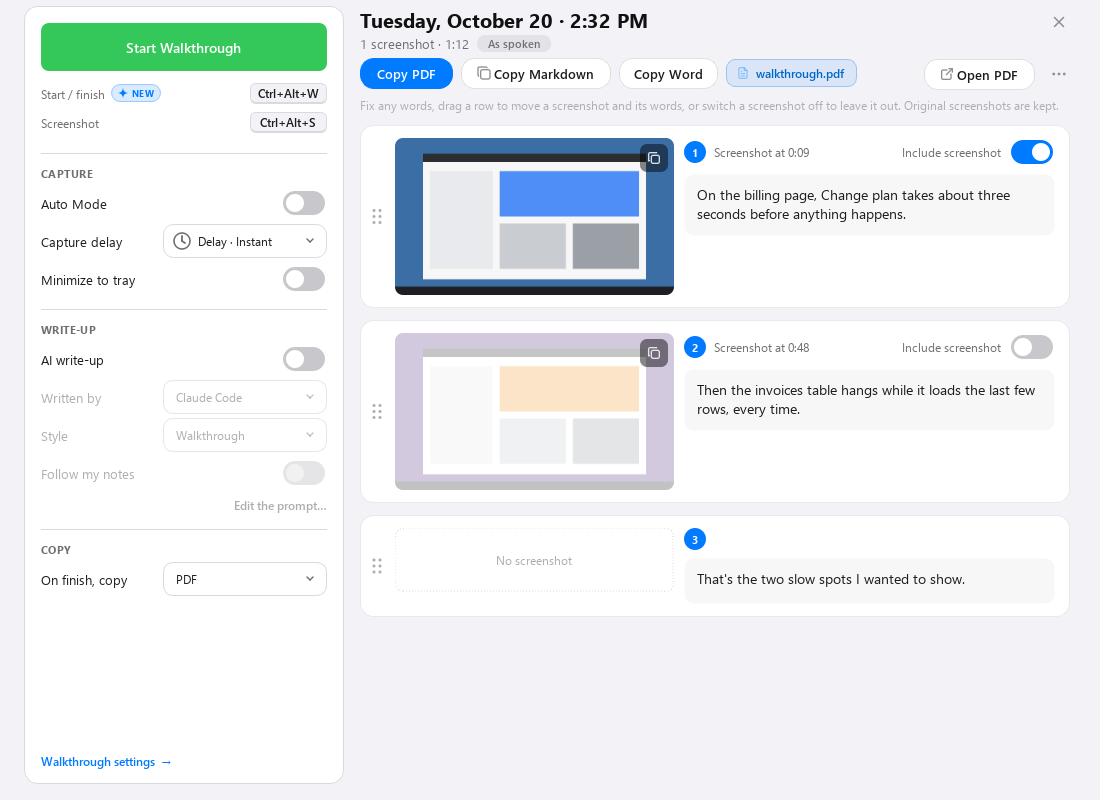 Start Walkthrough
Start / finish NEW Ctrl+Alt+W
Screenshot Ctrl+Alt+S
CAPTURE
Auto Mode
Capture delay Delay · Instant
Minimize to tray
WRITE-UP
AI write-up
Written by Claude Code
Style Walkthrough
Follow my notes
Edit the prompt...
COPY
On finish, copy PDF
Walkthrough settings →
Tuesday, October 20 · 2:32 PM
1 screenshot · 1:12 As spoken
Copy PDF Copy Markdown Copy Word walkthrough.pdf Open PDF
Fix any words, drag a row to move a screenshot and its words, or switch a screenshot off to leave it out. Original screenshots are kept.
1 Screenshot at 0:09 Include screenshot
On the billing page, Change plan takes about three
seconds before anything happens.
2 Screenshot at 0:48 Include screenshot
Then the invoices table hangs while it loads the last few
rows, every time.
No screenshot
3
That's the two slow spots I wanted to show.